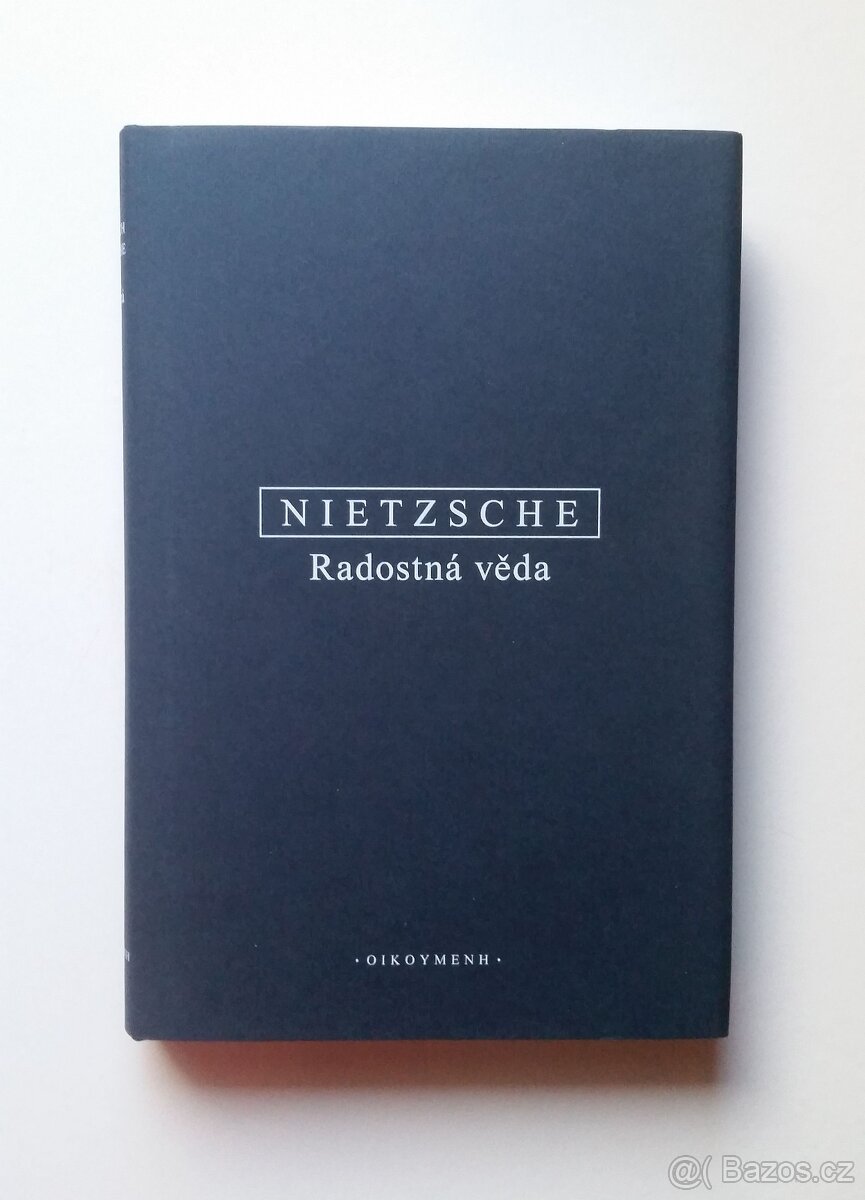 NIETZSCHE
Radostná věda
· OIKOYMENH ·
@( Bazos.cz